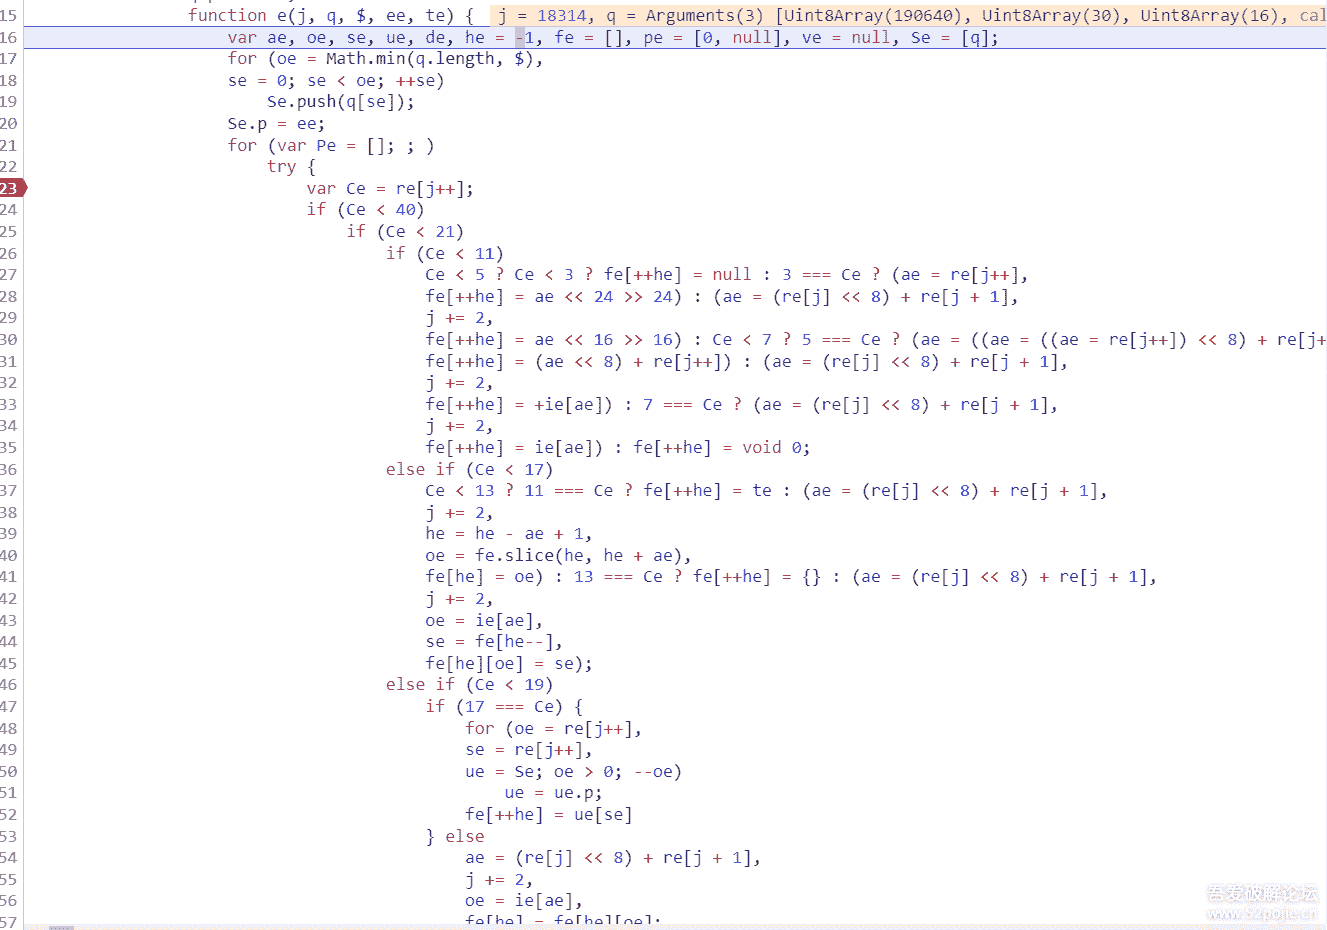 15 function e(j, q, $, ee, te) { j = 18314, q = Arguments(3) [Uint8Array(190640), Uint8Array(30), Uint8Array(16), cal
16 var ae, oe, se, ue, de, he = -1, fe = [], pe = [0, null], ve = null, Se = [q];
17 for (oe = Math.min(q.length, $),
18 se = 0; se < oe; ++se)
19 Se.push(q[se]);
20 Se.p = ee;
21 for (var Pe = []; ; )
22 try {
23 var Ce = re[j++];
24 if (Ce < 40)
25 if (Ce < 21)
26 if (Ce < 11)
27 Ce < 5 ? Ce < 3 ? fe[++he] = null : 3 === Ce ? (ae = re[j++],
28 fe[++he] = ae << 24 >> 24) : (ae = (re[j] << 8) + re[j + 1],
29 j += 2,
30 fe[++he] = ae << 16 >> 16) : Ce < 7 ? 5 === Ce ? (ae = ((ae = ((ae = re[j++]) << 8) + re[j+
31 fe[++he] = (ae << 8) + re[j++]) : (ae = (re[j] << 8) + re[j + 1],
32 j += 2,
33 fe[++he] = +ie[ae]) : 7 === Ce ? (ae = (re[j] << 8) + re[j + 1],
34 j += 2,
35 fe[++he] = ie[ae]) : fe[++he] = void 0;
36 else if (Ce < 17)
37 Ce < 13 ? 11 === Ce ? fe[++he] = te : (ae = (re[j] << 8) + re[j + 1],
38 j += 2,
39 he = he - ae + 1,
40 oe = fe.slice(he, he + ae),
41 fe[he] = oe) : 13 === Ce ? fe[++he] = {} : (ae = (re[j] << 8) + re[j + 1],
42 j += 2,
43 oe = ie[ae],
44 se = fe[he--],
45 fe[he][oe] = se);
46 else if (Ce < 19)
47 if (17 === Ce) {
48 for (oe = re[j++],
49 se = re[j++],
50 ue = Se; oe > 0; --oe)
51 ue = ue.p;
52 fe[++he] = ue[se]
53 } else
54 ae = (re[j] << 8) + re[j + 1],
55 j += 2,
56 oe = ie[ae],
57 fe[he] = fe[he][oe];
吾爱破解论坛
www.52pojie.cn